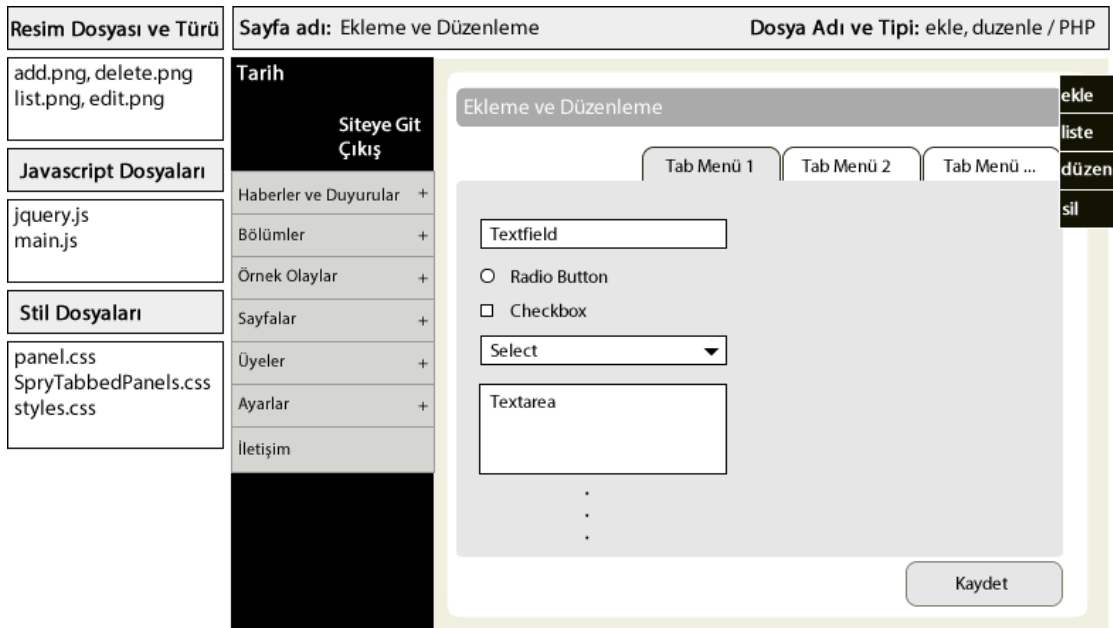 Resim Dosyası ve Türü
Sayfa adı: Ekleme ve Düzenleme
Dosya Adı ve Tipi: ekle, duzenle / PHP
add.png, delete.png
list.png, edit.png
Javascript Dosyaları
jquery.js
main.js
Stil Dosyaları
panel.css
SpryTabbedPanels.css
styles.css
Tarih
Siteye Git
Çıkış
Haberler ve Duyurular +
Bölümler +
Örnek Olaylar +
Sayfalar +
Üyeler +
Ayarlar +
İletişim
Ekleme ve Düzenleme
Tab Menü 1
Tab Menü 2
Tab Menü ...
Textfield
Radio Button
Checkbox
Select
Textarea
.
.
.
Kaydet
ekle
liste
düzen
sil